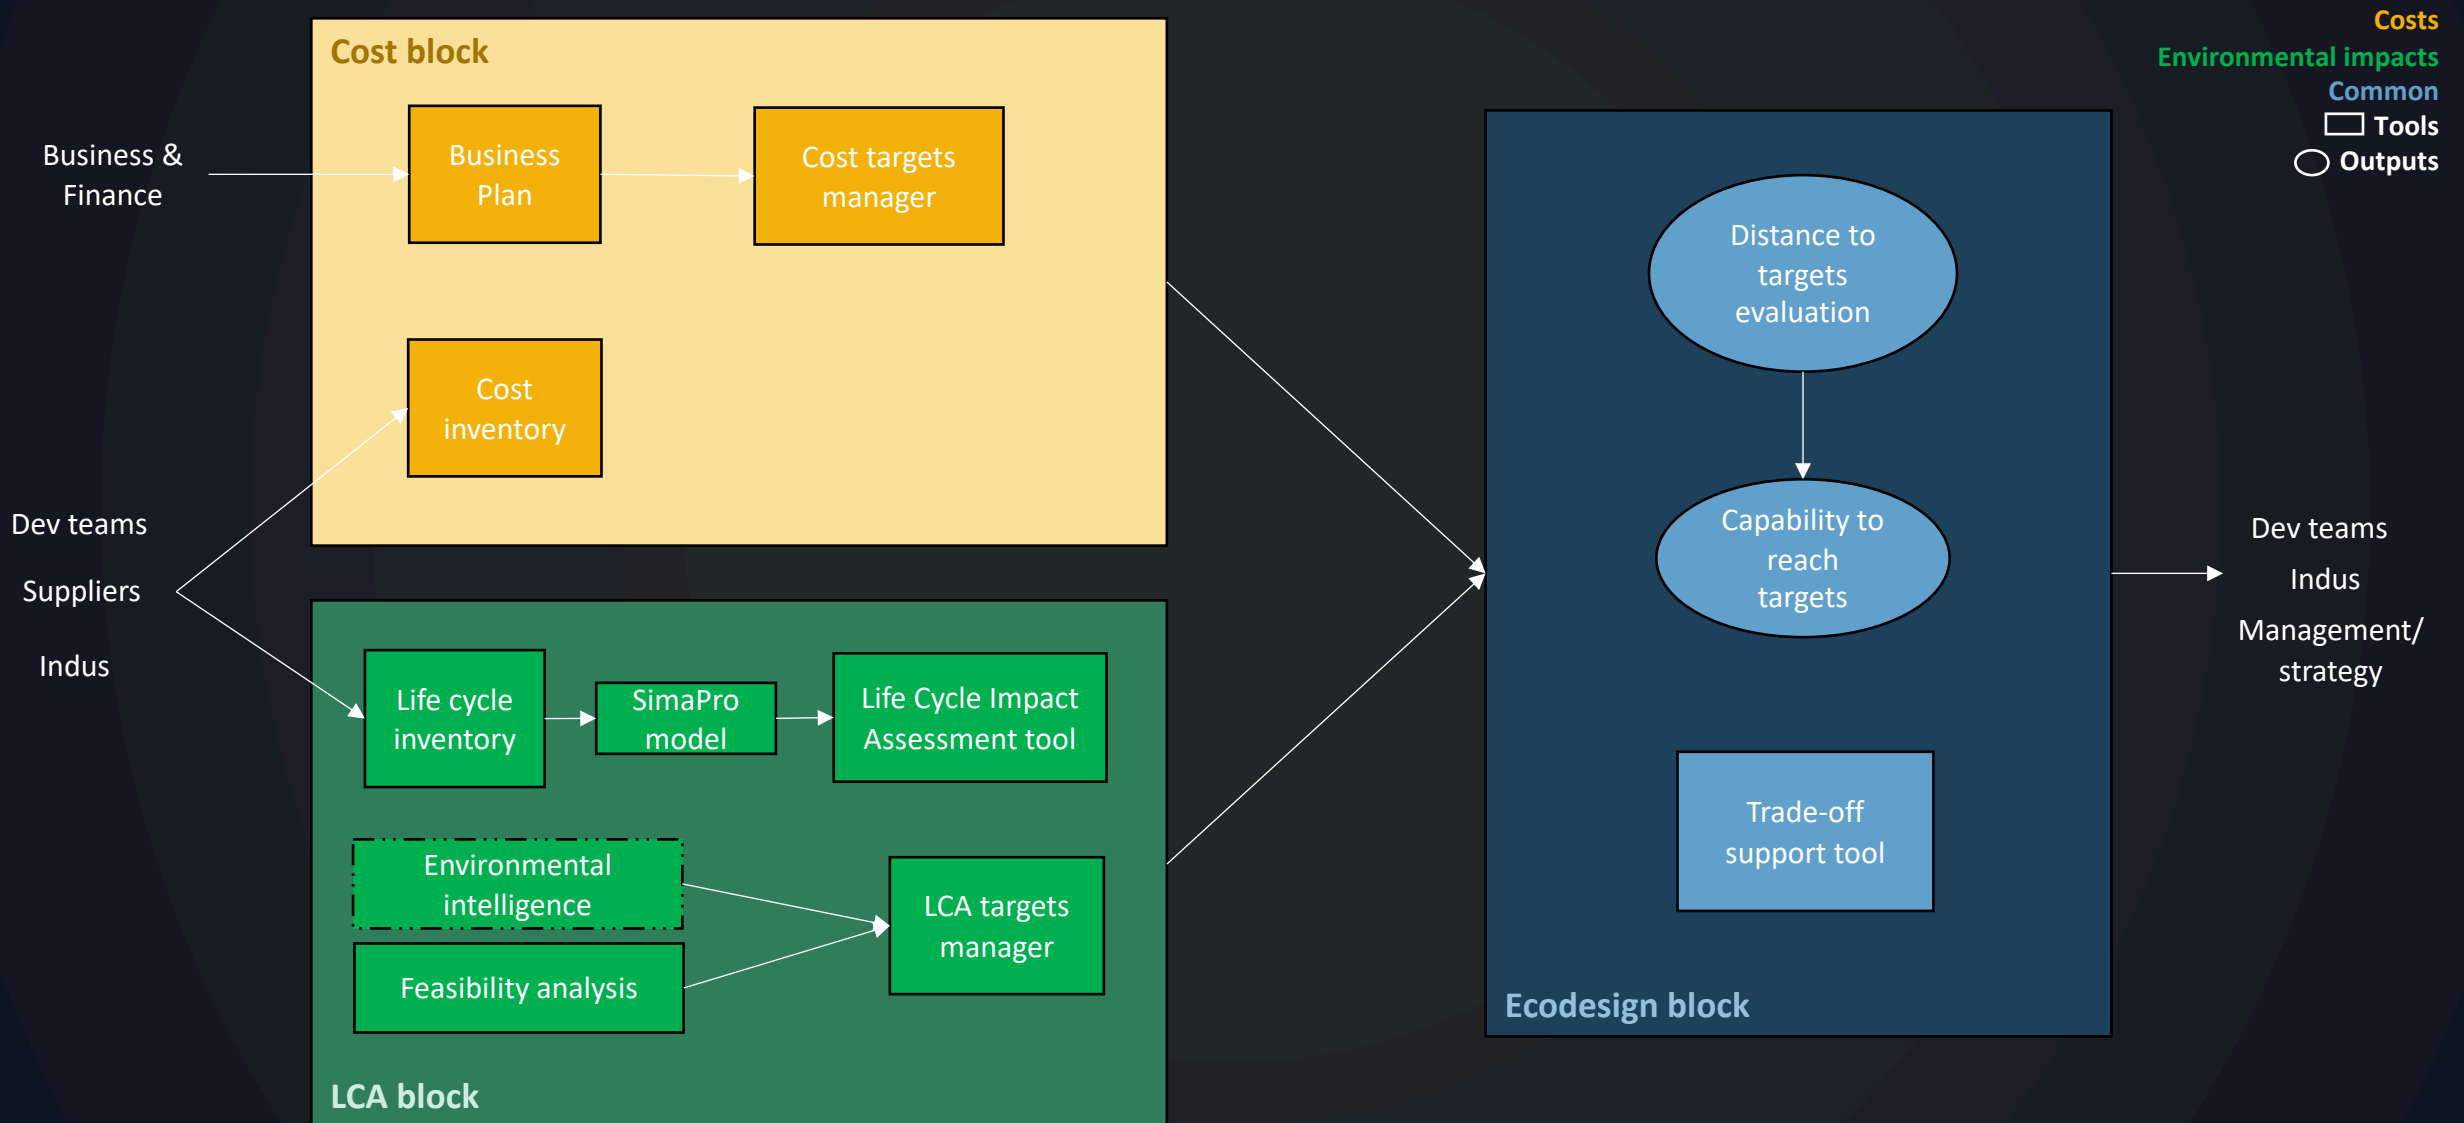 Costs
Environmental impacts
Common
Tools
Outputs
Cost block
Business &
Finance
Business
Plan
Cost targets
manager
Cost
inventory
Dev teams
Suppliers
Indus
Life cycle
inventory
SimaPro
model
Life Cycle Impact
Assessment tool
Environmental
intelligence
Feasibility analysis
LCA targets
manager
LCA block
Distance to
targets
evaluation
Capability to
reach
targets
Trade-off
support tool
Ecodesign block
Dev teams
Indus
Management/
strategy